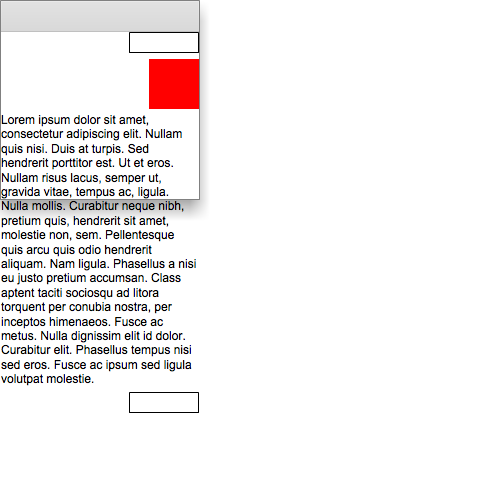 Lorem ipsum dolor sit amet,
consectetur adipiscing elit. Nullam
quis nisi. Duis at turpis. Sed
hendrerit porttitor est. Ut et eros.
Nullam risus lacus, semper ut,
gravida vitae, tempus ac, ligula.
Nulla mollis. Curabitur neque nibh,
pretium quis, hendrerit sit amet,
molestie non, sem. Pellentesque
quis arcu quis odio hendrerit
aliquam. Nam ligula. Phasellus a nisi
eu justo pretium accumsan. Class
aptent taciti sociosqu ad litora
torquent per conubia nostra, per
inceptos himenaeos. Fusce ac
metus. Nulla dignissim elit id dolor.
Curabitur elit. Phasellus tempus nisi
sed eros. Fusce ac ipsum sed ligula
volutpat molestie.